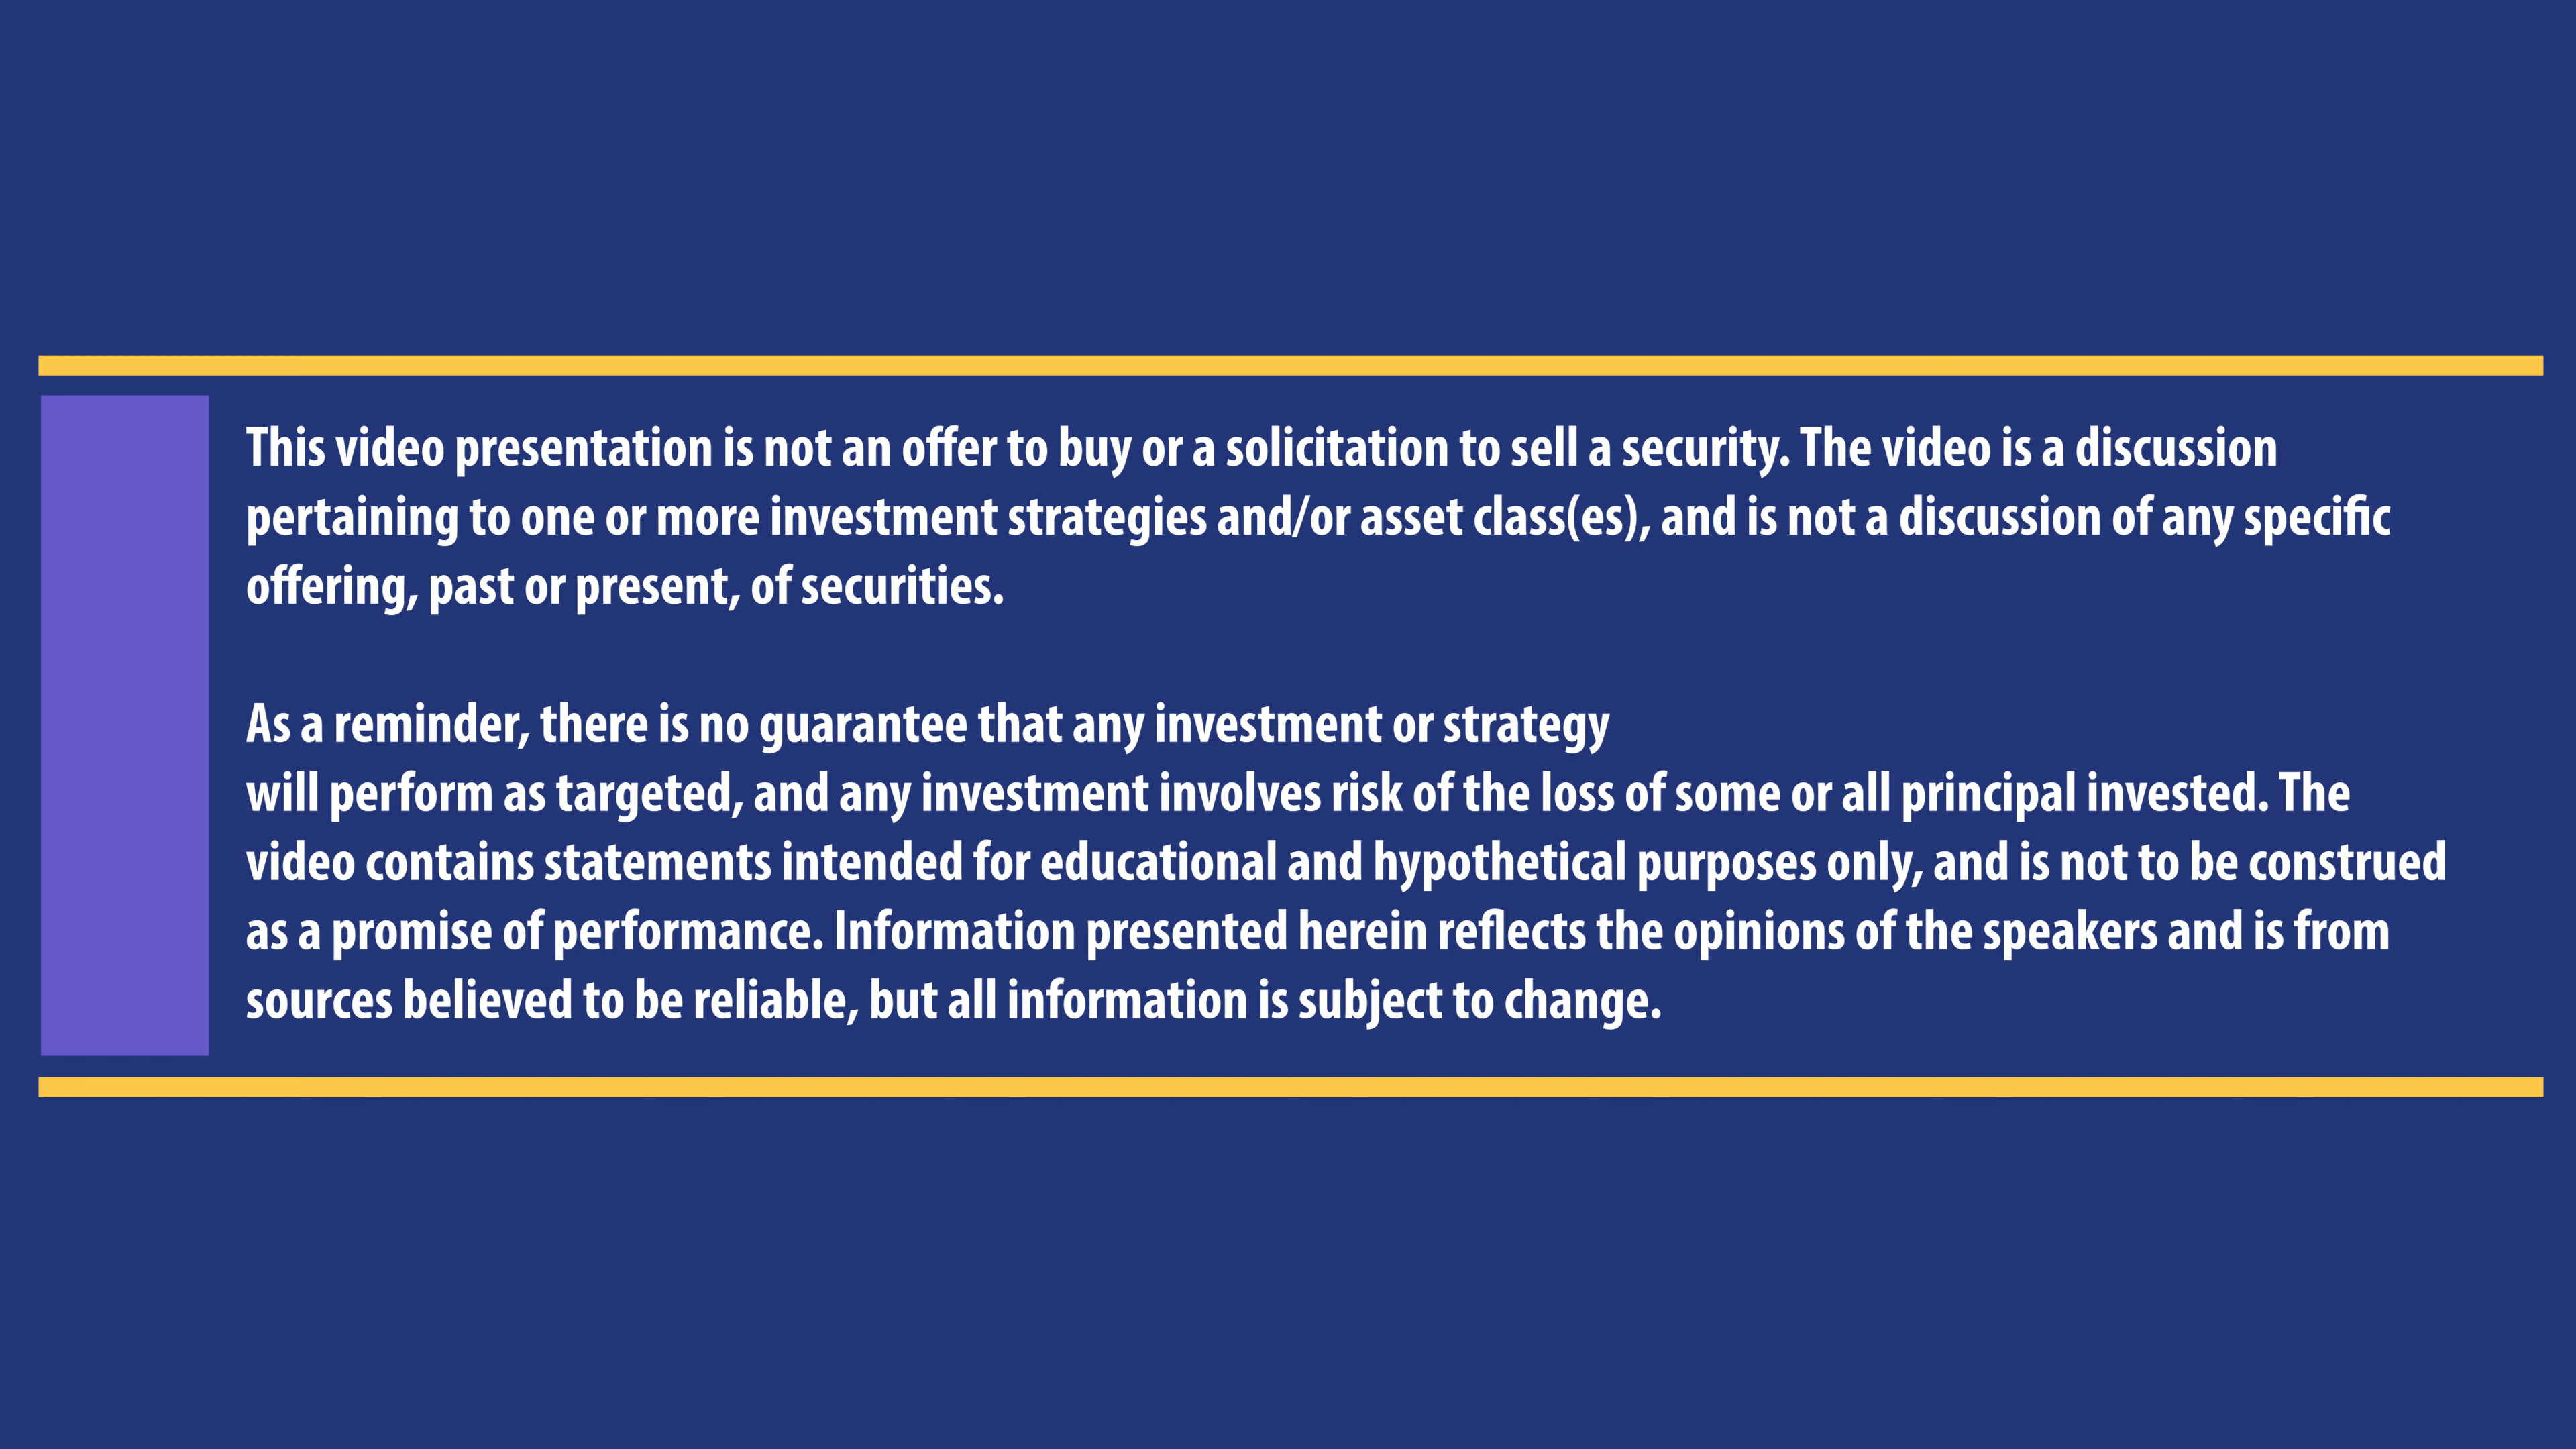 This video presentation is not an offer to buy or a solicitation to sell a security. The video is a discussion
pertaining to one or more investment strategies and/or asset class(es), and is not a discussion of any specific
offering, past or present, of securities.
As a reminder, there is no guarantee that any investment or strategy
will perform as targeted, and any investment involves risk of the loss of some or all principal invested. The
video contains statements intended for educational and hypothetical purposes only, and is not to be construed
as a promise of performance. Information presented herein reflects the opinions of the speakers and is from
sources believed to be reliable, but all information is subject to change.